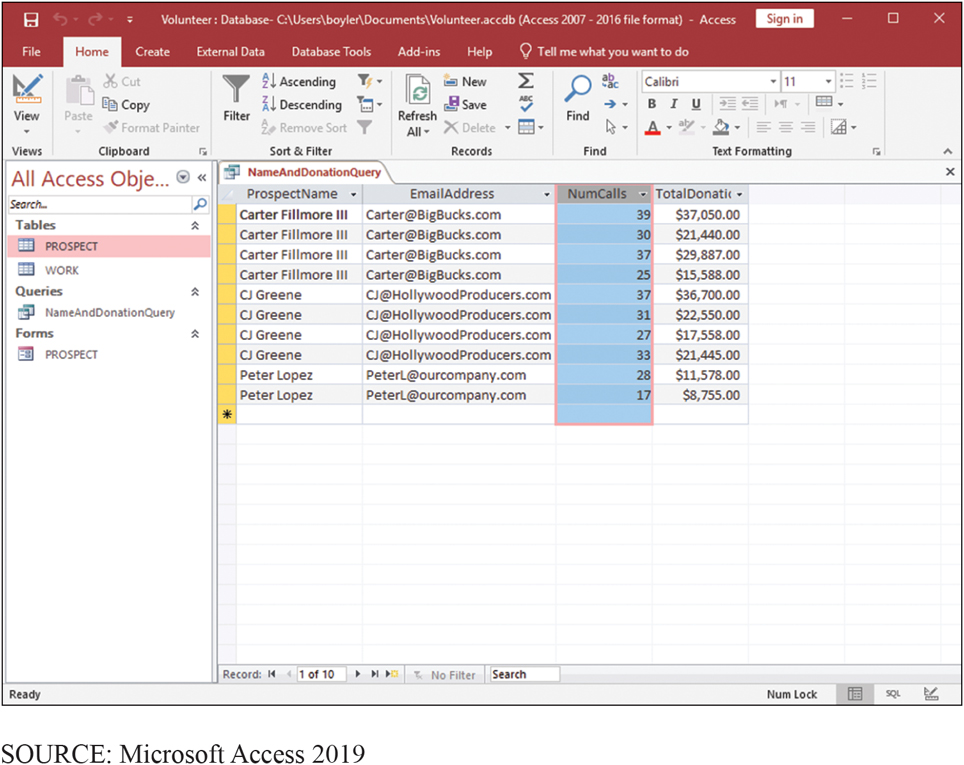 Volunteer : Database- C:\Users\boyler\Documents\Volunteer.accdb (Access 2007 - 2016 file format) - Access Sign in
File Home Create External Data Database Tools Add-ins Help Tell me what you want to do
View
Views
Paste
Cut
Copy
Format Painter
Clipboard
Filter
Ascending
Descending
Remove Sort
Sort & Filter
Refresh
All
New
Save
Delete
Records
Find
Find
Calibri 11
B I U
A
Text Formatting
All Access Obje...
Search...
Tables
PROSPECT
WORK
Queries
NameAndDonationQuery
Forms
PROSPECT
NameAndDonationQuery
ProspectName EmailAddress NumCalls TotalDonatic
Carter Fillmore III Carter@BigBucks.com 39 $37,050.00
Carter Fillmore III Carter@BigBucks.com 30 $21,440.00
Carter Fillmore III Carter@BigBucks.com 37 $29,887.00
Carter Fillmore III Carter@BigBucks.com 25 $15,588.00
CJ Greene CJ@HollywoodProducers.com 37 $36,700.00
CJ Greene CJ@HollywoodProducers.com 31 $22,550.00
CJ Greene CJ@HollywoodProducers.com 27 $17,558.00
CJ Greene CJ@HollywoodProducers.com 33 $21,445.00
Peter Lopez PeterL@ourcompany.com 28 $11,578.00
Peter Lopez PeterL@ourcompany.com 17 $8,755.00
Record: 1 of 10 No Filter Search
Ready Num Lock SQL
SOURCE: Microsoft Access 2019